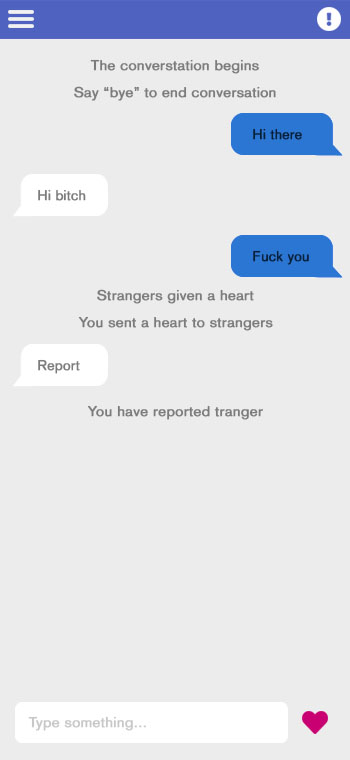 The converstation begins
Say “bye” to end conversation
Hi there
Hi bitch
Fuck you
Strangers given a heart
You sent a heart to strangers
Report
You have reported tranger
Type something...